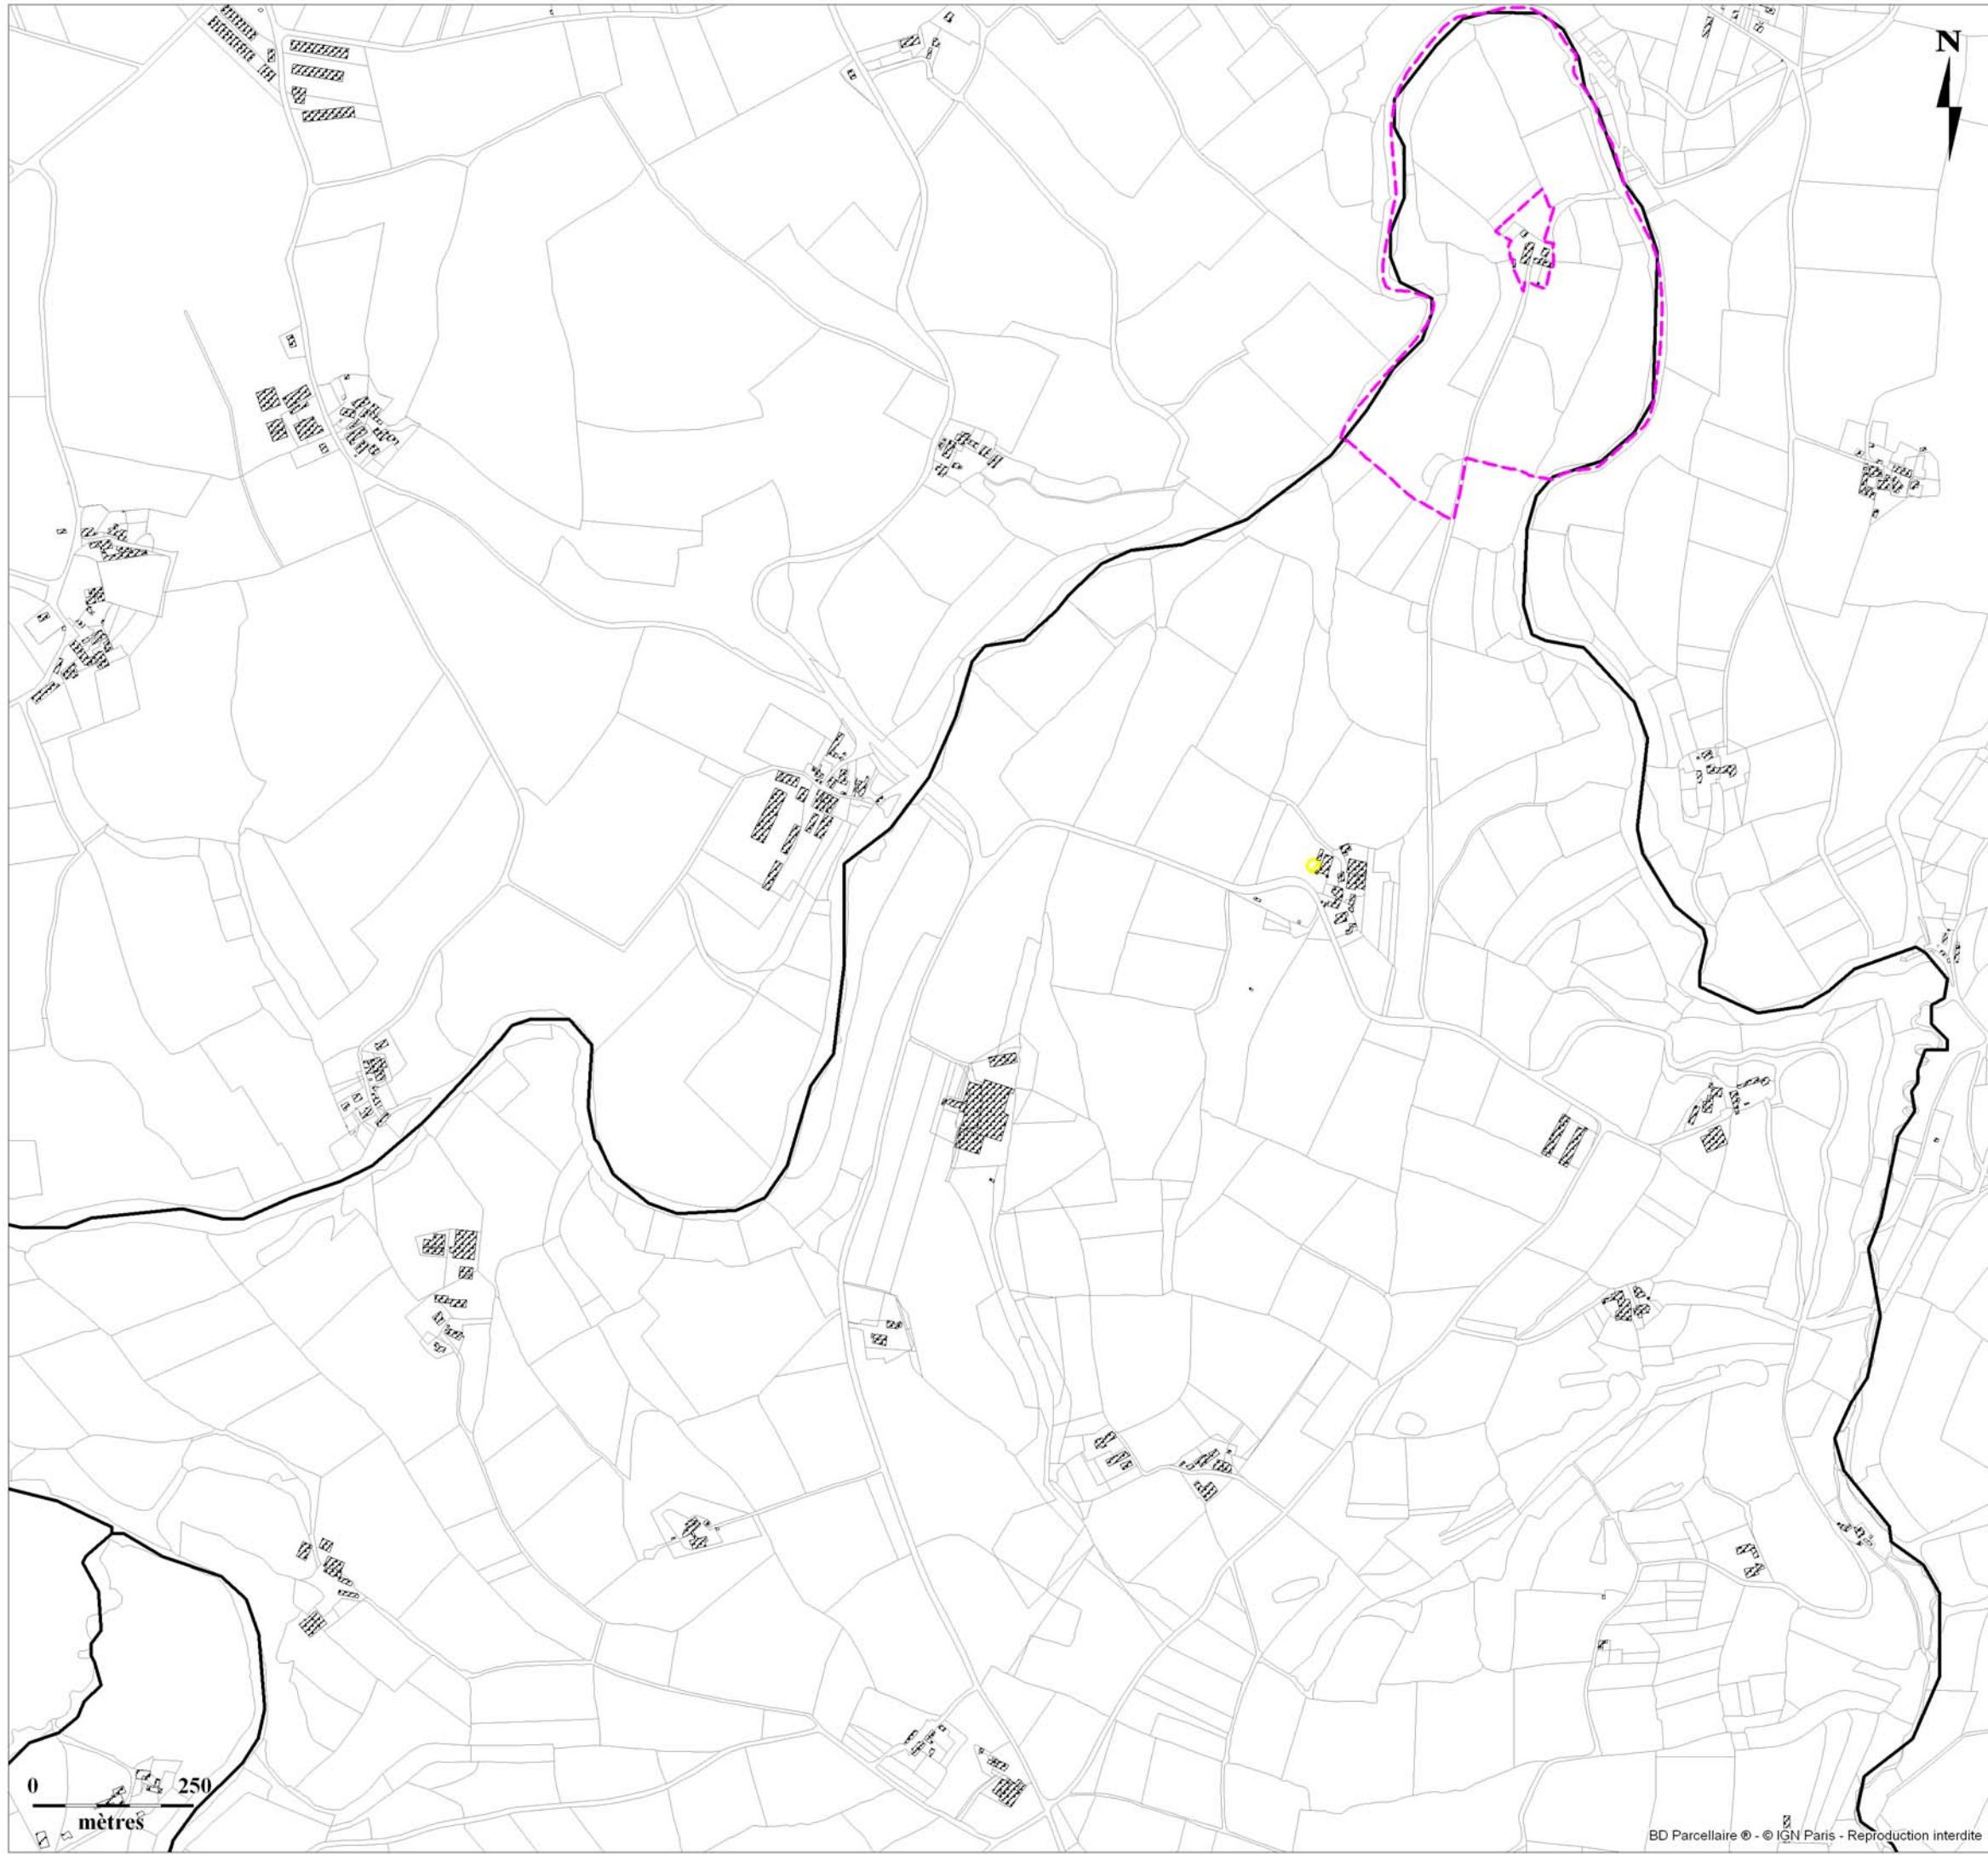 N
0 250
mètres
BD Parcellaire ® - © IGN Paris - Reproduction interdite